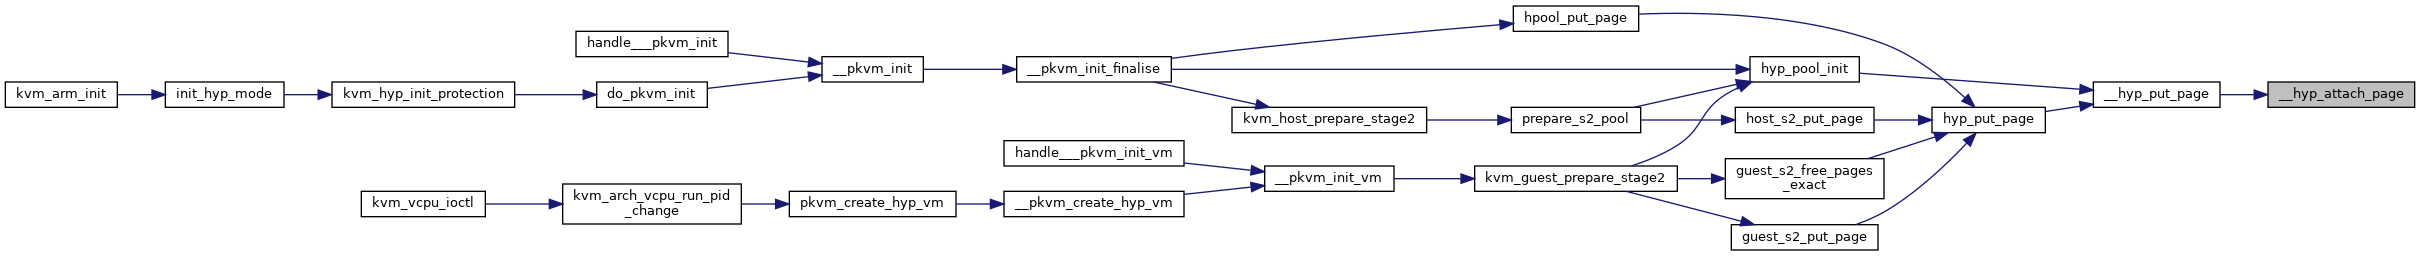 kvm_arm_init
init_hyp_mode
kvm_hyp_init_protection
handle___pkvm_init
do_pkvm_init
__pkvm_init
__pkvm_init_finalise
hpool_put_page
kvm_host_prepare_stage2
prepare_s2_pool
hyp_pool_init
host_s2_put_page
hyp_put_page
__hyp_put_page
__hyp_attach_page
kvm_vcpu_ioctl
kvm_arch_vcpu_run_pid
_change
pkvm_create_hyp_vm
handle___pkvm_init_vm
__pkvm_create_hyp_vm
__pkvm_init_vm
kvm_guest_prepare_stage2
guest_s2_free_pages
_exact
guest_s2_put_page